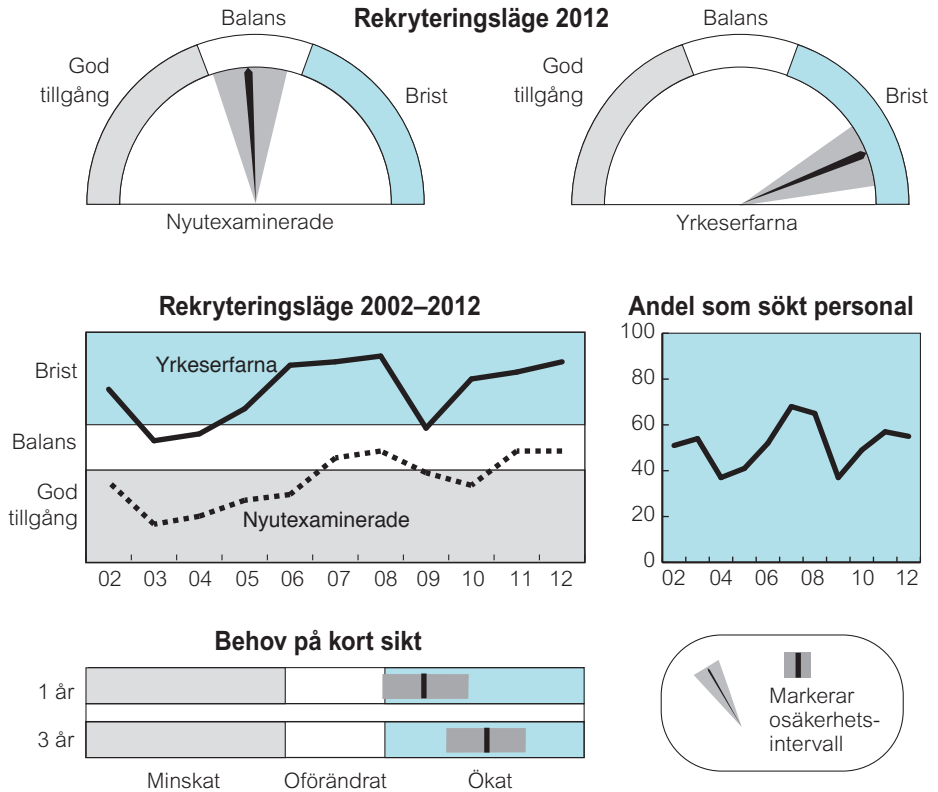 Rekryteringsläge 2012
Balans
God
tillgång
Brist
Nyutexaminerade
Balans
God
tillgång
Brist
Yrkeserfarna
Rekryteringsläge 2002–2012
Brist
Balans
God
tillgång
Yrkeserfarna
Nyutexaminerade
02 03 04 05 06 07 08 09 10 11 12
Andel som sökt personal
100
80
60
40
20
0
02 04 06 08 10 12
Behov på kort sikt
1 år
3 år
Minskat Oförändrat Ökat
Markerar
osäkerhets-
intervall